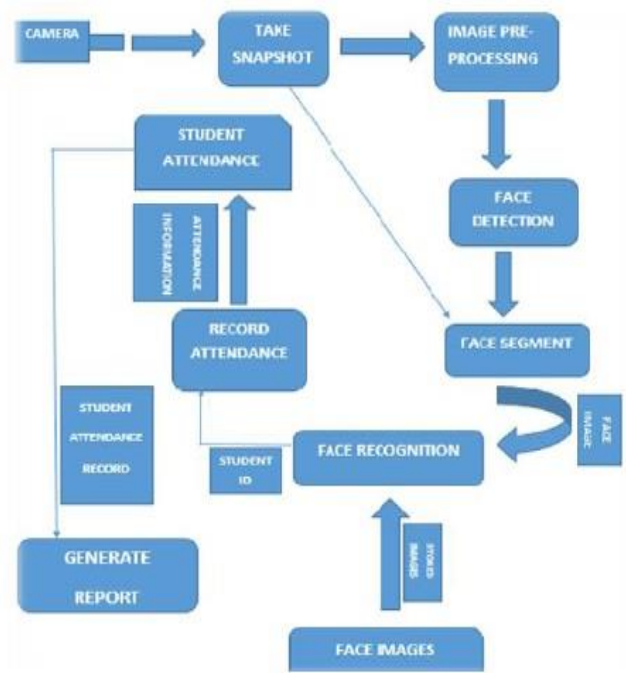 CAMERA
TAKE
SNAPSHOT
IMAGE PRE-
PROCESSING
STUDENT
ATTENDANCE
FACE
DETECTION
ATTENDANCE
INFORMATION
RECORD
ATTENDANCE
FACE SEGMENT
FACE
IMAGE
STUDENT
ATTENDANCE
RECORD
STUDENT
ID
FACE RECOGNITION
STORED
IMAGES
GENERATE
REPORT
FACE IMAGES